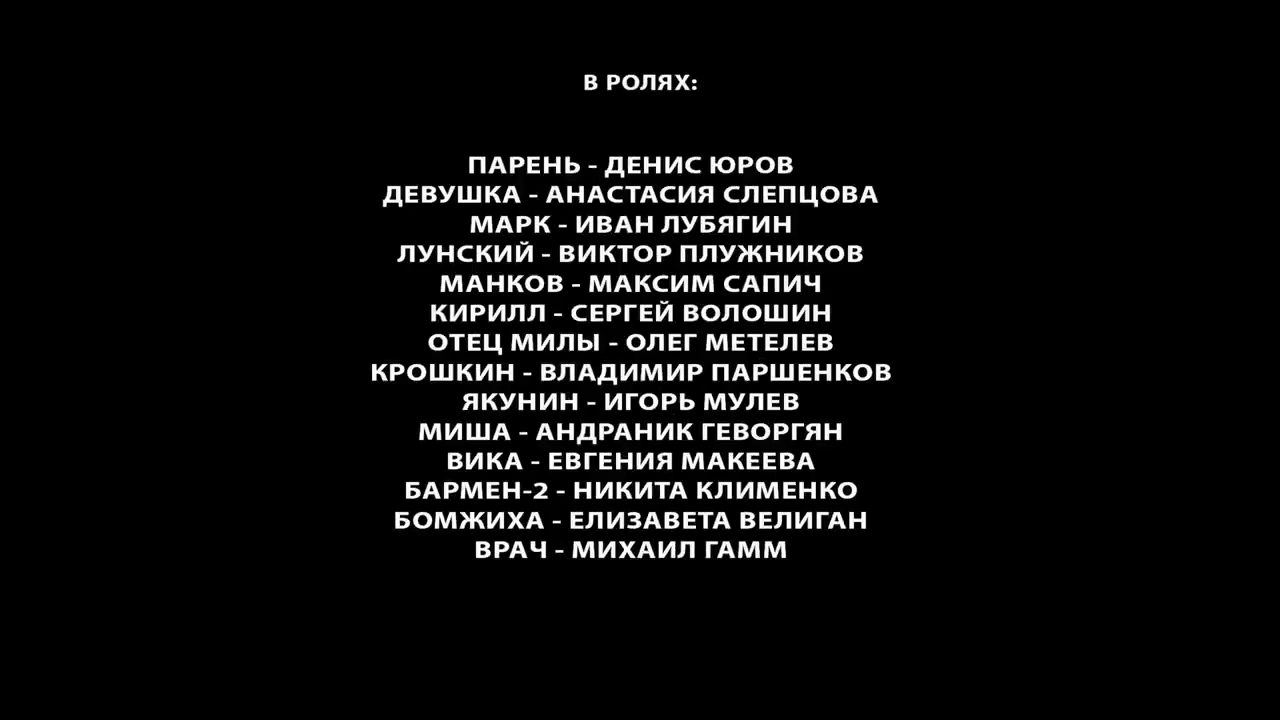 В РОЛЯХ:
ПАРЕНЬ - ДЕНИС ЮРОВ
ДЕВУШКА - АНАСТАСИЯ СЛЕПЦОВА
МАРК - ИВАН ЛУБЯГИН
ЛУНСКИЙ - ВИКТОР ПЛУЖНИКОВ
МАНКОВ - МАКСИМ САПИЧ
КИРИЛЛ - СЕРГЕЙ ВОЛОШИН
ОТЕЦ МИЛЫ - ОЛЕГ МЕТЕЛЕВ
КРОШКИН - ВЛАДИМИР ПАРШЕНКОВ
ЯКУНИН - ИГОРЬ МУЛЕВ
МИША - АНДРАНИК ГЕВОРГЯН
ВИКА - ЕВГЕНИЯ МАКЕЕВА
БАРМЕН-2 - НИКИТА КЛИМЕНКО
БОМЖИХА - ЕЛИЗАВЕТА ВЕЛИГАН
ВРАЧ - МИХАИЛ ГАММ